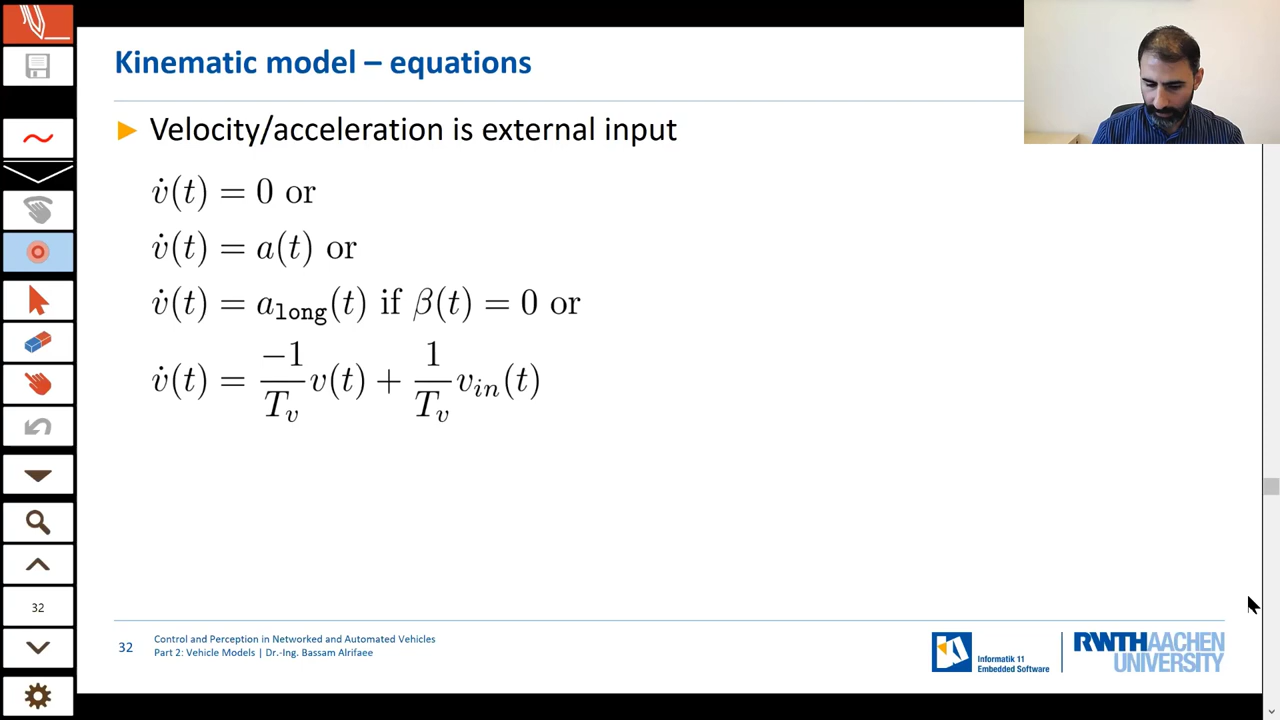 Kinematic model – equations
► Velocity/acceleration is external input
v̇(t) = 0 or
v̇(t) = a(t) or
v̇(t) = a_long(t) if β(t) = 0 or
v̇(t) = −1/T_v v(t) + 1/T_v v_in(t)
32
32
Control and Perception in Networked and Automated Vehicles
Part 2: Vehicle Models | Dr.-Ing. Bassam Alrifaee
Informatik 11
Embedded Software
RWTHAACHEN
UNIVERSITY